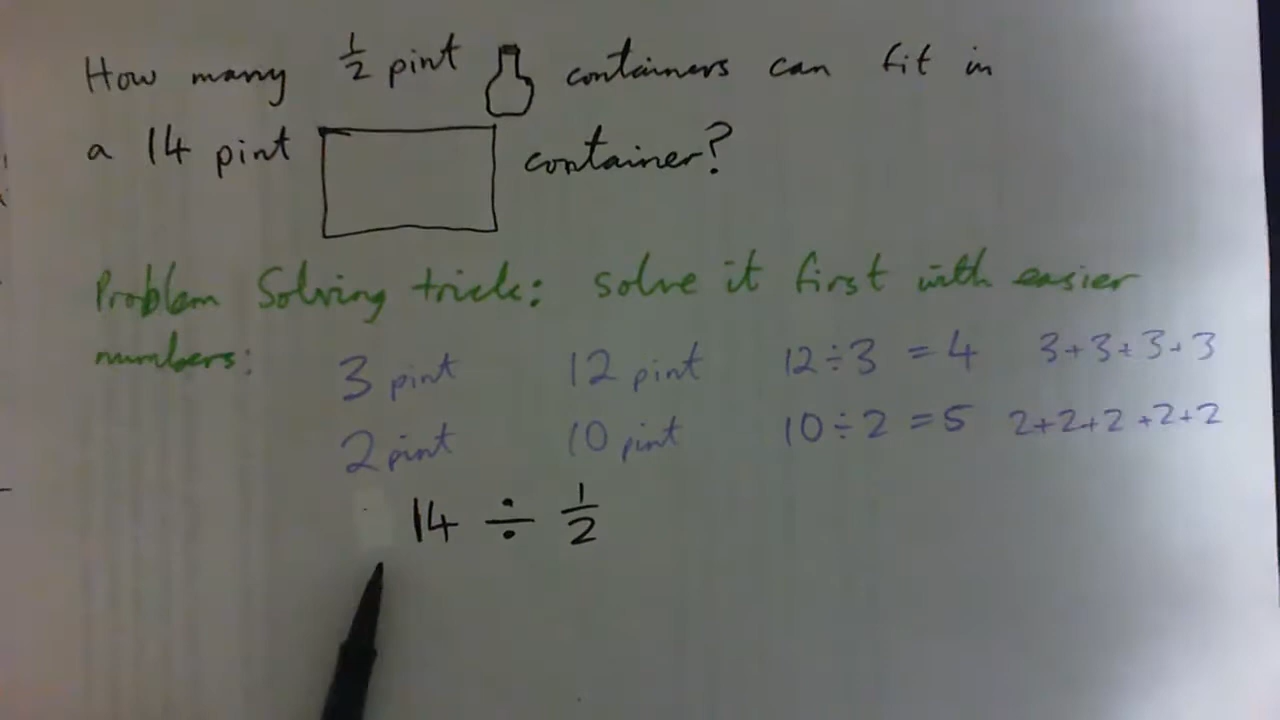 How many 1/2 pint containers can fit in
a 14 pint container?
Problem Solving trick: solve it first with easier
numbers:
3 pint 12 pint 12÷3 = 4 3+3+3+3
2 pint 10 pint 10÷2 = 5 2+2+2+2+2
14 ÷ 1/2